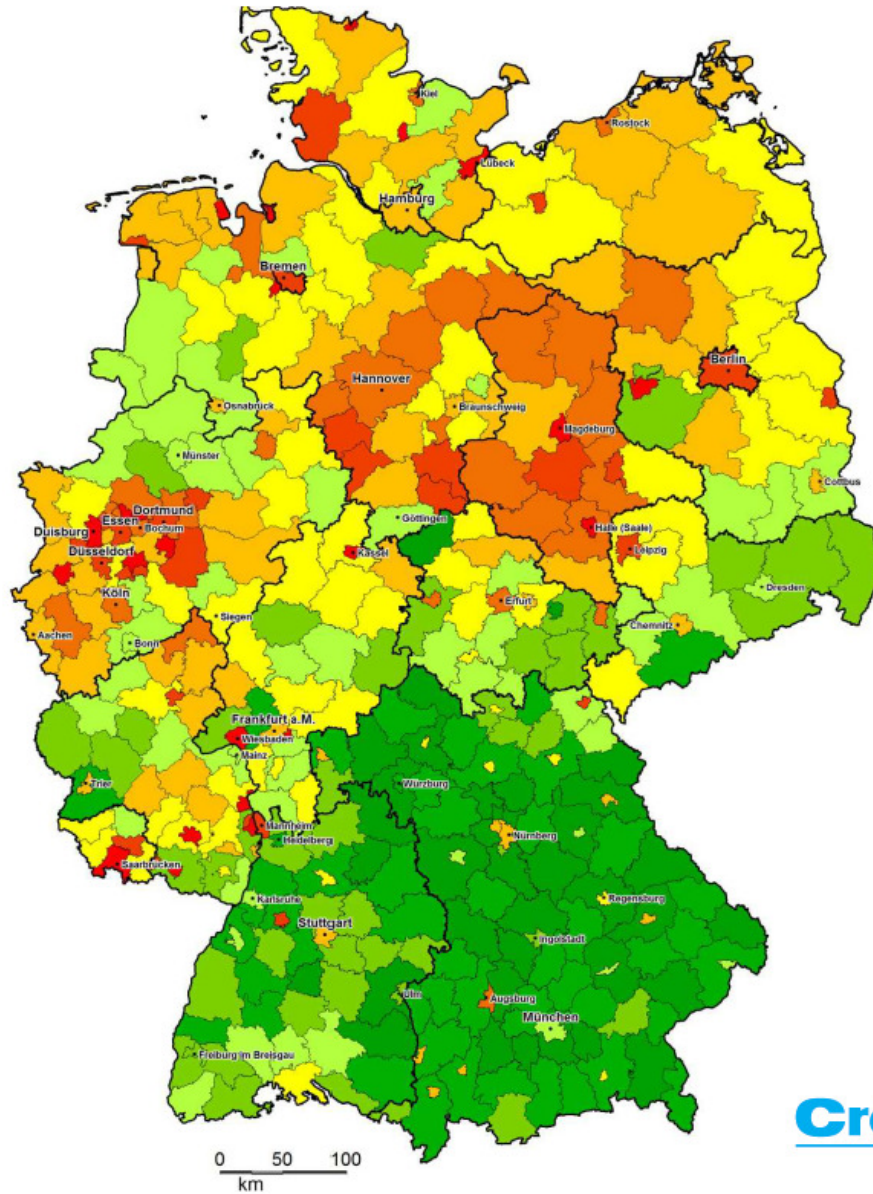 Kiel
Rostock
Lübeck
Hamburg
Bremen
Berlin
Hannover
Osnabrück
Braunschweig
Magdeburg
Münster
Cottbus
Dortmund
Essen
Bochum
Duisburg
Düsseldorf
Göttingen
Halle (Saale)
Leipzig
Kassel
Dresden
Köln
Erfurt
Siegen
Chemnitz
Aachen
Bonn
Frankfurt a.M.
Wiesbaden
Mainz
Trier
Würzburg
Mannheim
Heidelberg
Nürnberg
Saarbrücken
Karlsruhe
Regensburg
Stuttgart
Ingolstadt
Ulm
Augsburg
München
Freiburg im Breisgau
Cre
0 50 100
km